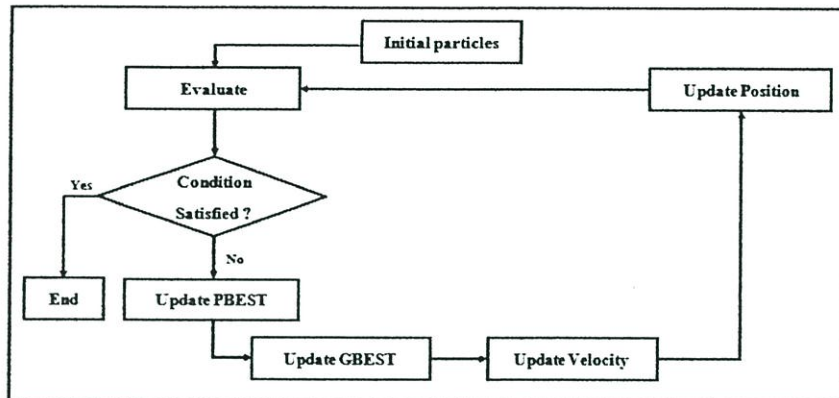 Initial particles
Evaluate
Update Position
Yes
Condition
Satisfied ?
No
End
Update PBEST
Update GBEST
Update Velocity